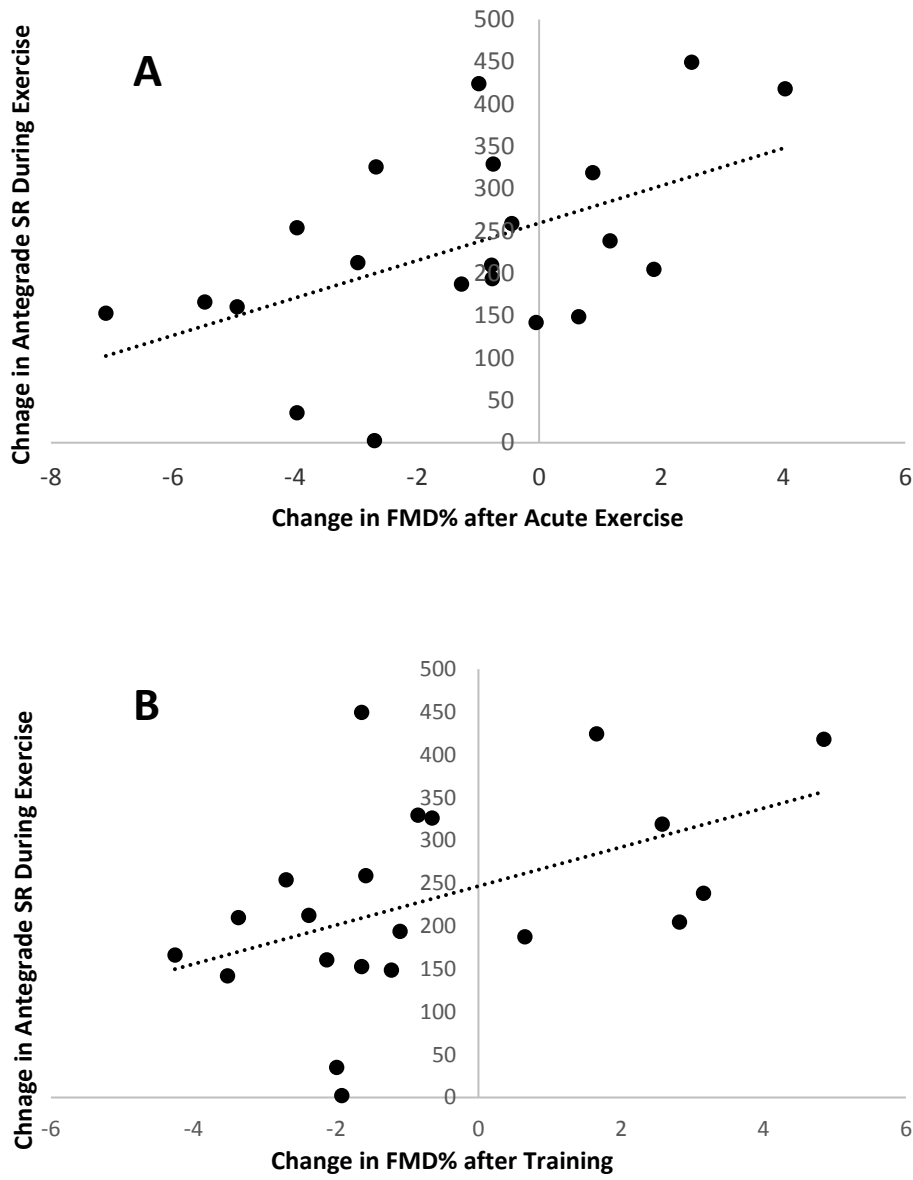 A
Chnage in Antegrade SR During Exercise
500
450
400
350
300
250
200
150
100
50
0
-8 -6 -4 -2 0 2 4 6
Change in FMD% after Acute Exercise
B
Chnage in Antegrade SR During Exercise
500
450
400
350
300
250
200
150
100
50
0
-6 -4 -2 0 2 4 6
Change in FMD% after Training